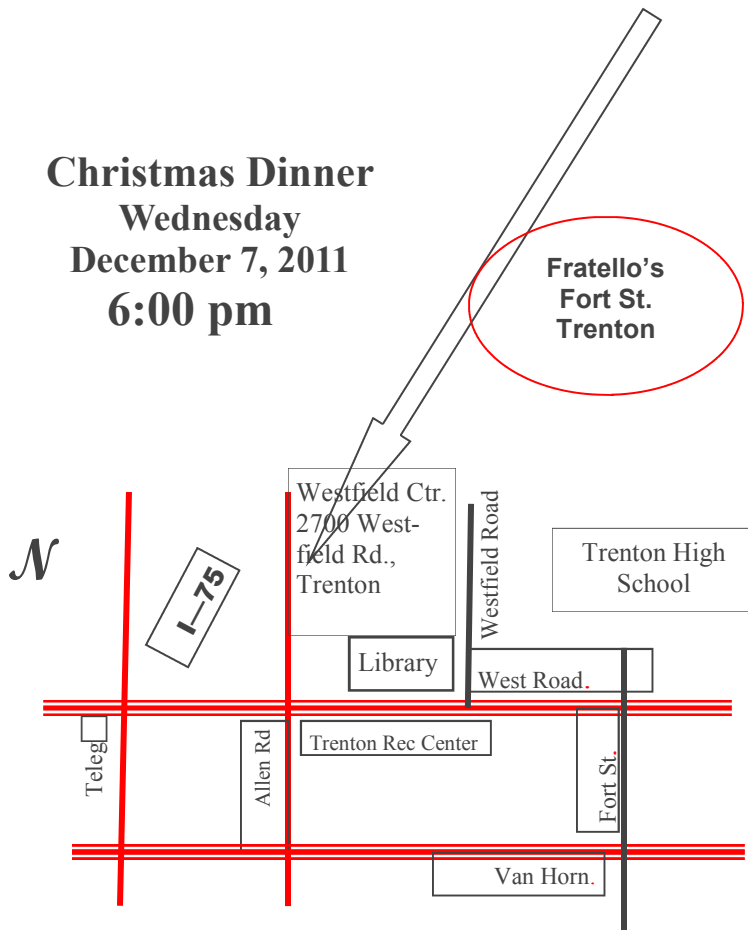 Christmas Dinner
Wednesday
December 7, 2011
6:00 pm
Fratello’s
Fort St.
Trenton
Westfield Ctr.
2700 West-
field Rd.,
Trenton
Westfield Road
Trenton High
School
N
I—75
Library
West Road.
Teleg
Allen Rd
Trenton Rec Center
Fort St.
Van Horn.